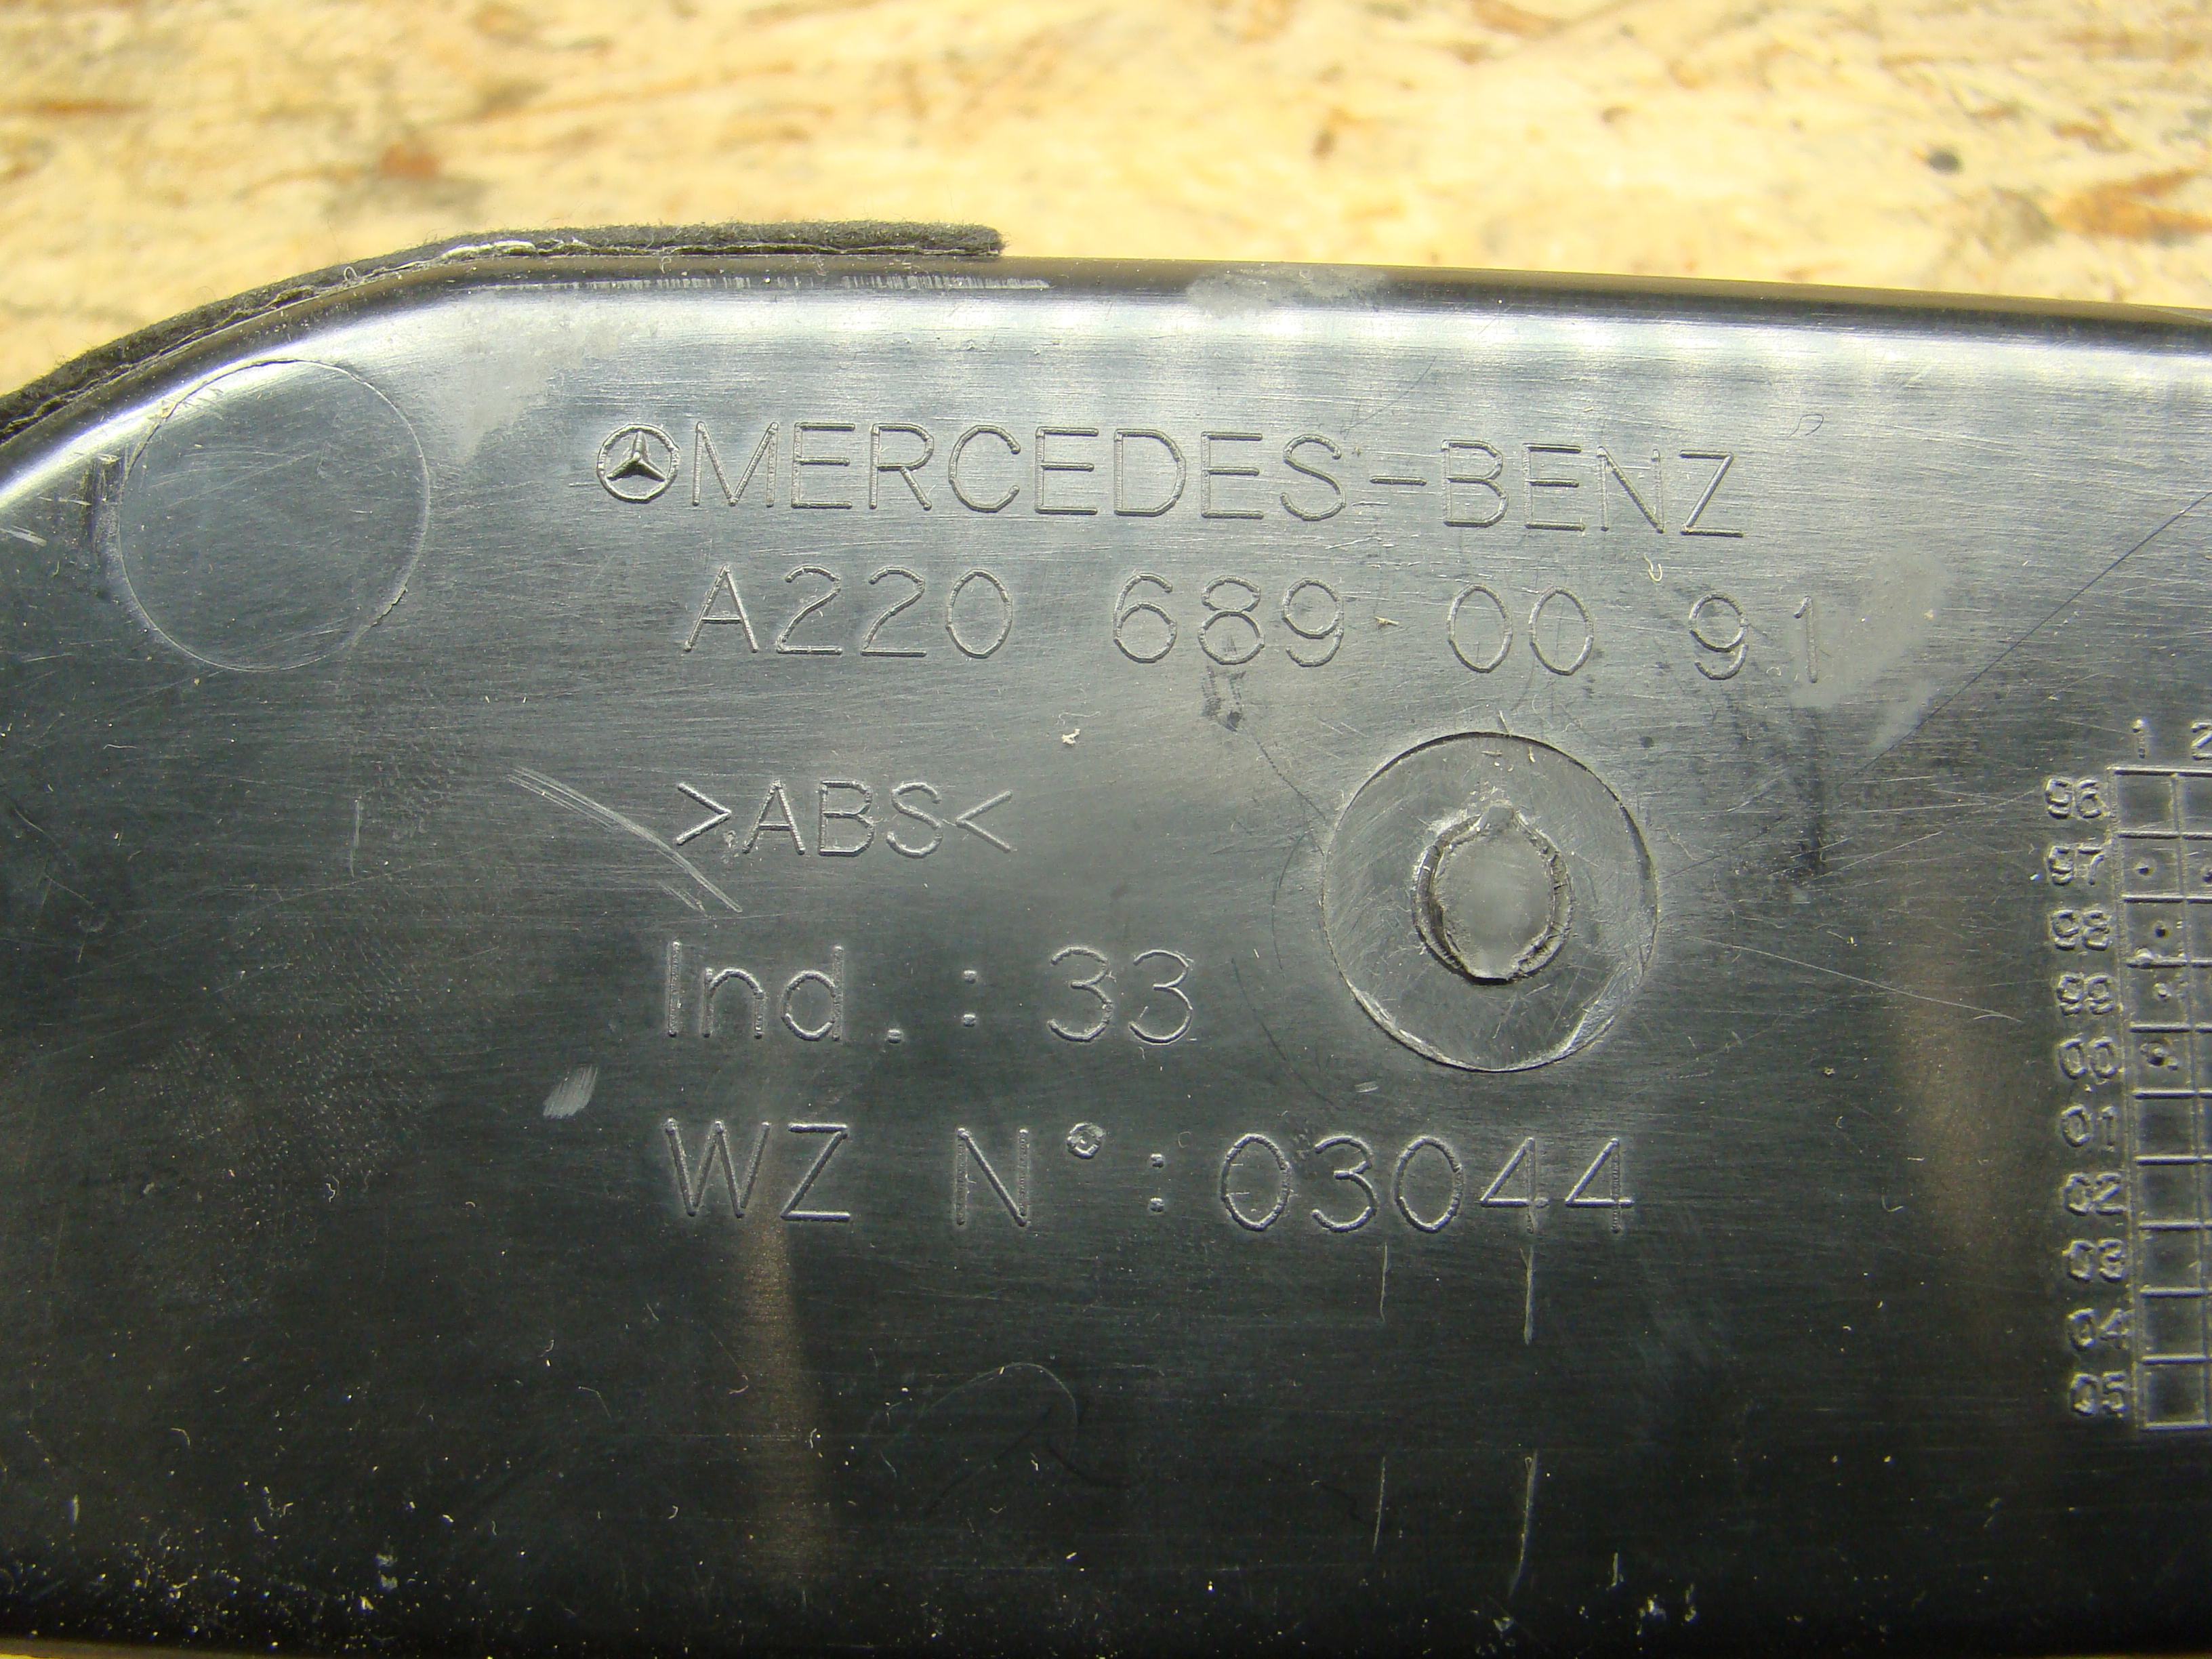 MERCEDES-BENZ
A220 689 00 91
>ABS<
Ind.: 33
WZ N°: 03044
1 2
96
97
98
99
00
01
02
03
04
05